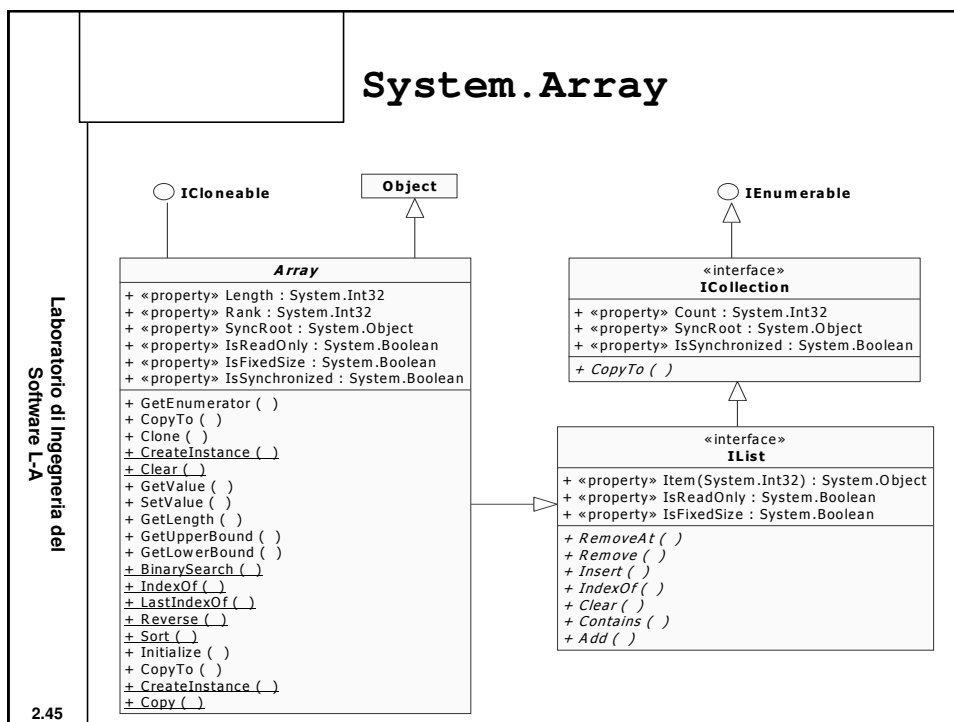 System.Array
ICloneable
Object
IEnumerable
Array
+ «property» Length : System.Int32
+ «property» Rank : System.Int32
+ «property» SyncRoot : System.Object
+ «property» IsReadOnly : System.Boolean
+ «property» IsFixedSize : System.Boolean
+ «property» IsSynchronized : System.Boolean
+ GetEnumerator ( )
+ CopyTo ( )
+ Clone ( )
+ CreateInstance ( )
+ Clear ( )
+ GetValue ( )
+ SetValue ( )
+ GetLength ( )
+ GetUpperBound ( )
+ GetLowerBound ( )
+ BinarySearch ( )
+ IndexOf ( )
+ LastIndexOf ( )
+ Reverse ( )
+ Sort ( )
+ Initialize ( )
+ CopyTo ( )
+ CreateInstance ( )
+ Copy ( )
«interface»
ICollection
+ «property» Count : System.Int32
+ «property» SyncRoot : System.Object
+ «property» IsSynchronized : System.Boolean
+ CopyTo ( )
«interface»
IList
+ «property» Item(System.Int32) : System.Object
+ «property» IsReadOnly : System.Boolean
+ «property» IsFixedSize : System.Boolean
+ RemoveAt ( )
+ Remove ( )
+ Insert ( )
+ IndexOf ( )
+ Clear ( )
+ Contains ( )
+ Add ( )
Laboratorio di Ingegneria del
Software L-A
2.45